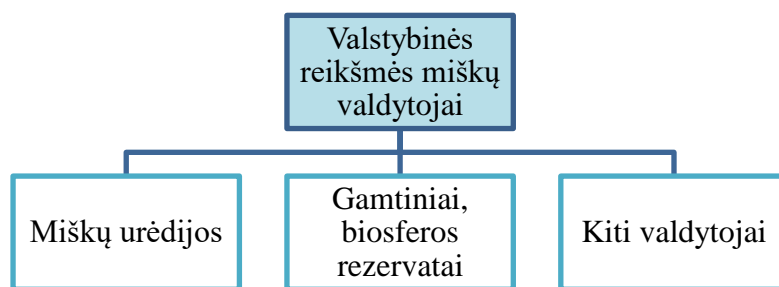 Valstybinės
reikšmės miškų
valdytojai
Miškų urėdijos
Gamtiniai,
biosferos
rezervatai
Kiti valdytojai